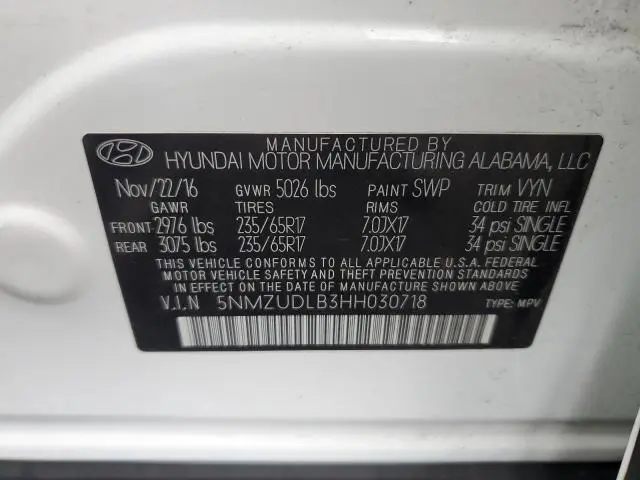 MANUFACTURED BY
HYUNDAI MOTOR MANUFACTURING ALABAMA, LLC
Nov/22/16 GVWR 5026 lbs PAINT SWP TRIM VYN
GAWR TIRES RIMS COLD TIRE INFL
FRONT 2976 lbs 235/65R17 7.0JX17 34 psi SINGLE
REAR 3075 lbs 235/65R17 7.0JX17 34 psi SINGLE
THIS VEHICLE CONFORMS TO ALL APPLICABLE U.S.A. FEDERAL
MOTOR VEHICLE SAFETY AND THEFT PREVENTION STANDARDS
IN EFFECT ON THE DATE OF MANUFACTURE SHOWN ABOVE.
V.I.N 5NMZUDLB3HH030718 TYPE: MPV